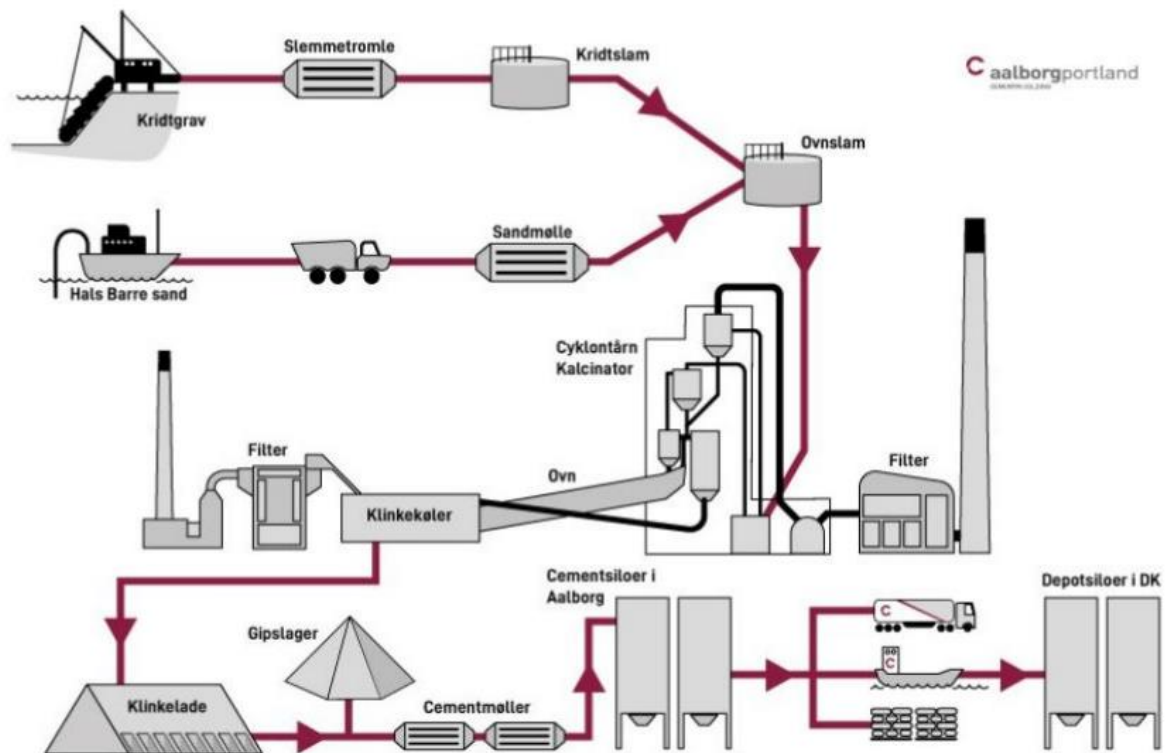 Slemmetromle
Kridtslam
aalborgportland
Kridtgrav
Ovnslam
Sandmølle
Hals Barre sand
Cyklontårn
Kalcinator
Filter
Ovn
Filter
Klinkekøler
Cementsiloer i
Aalborg
Depotsiloer i DK
Gipslager
C
C
Klinkelade
Cementmøller